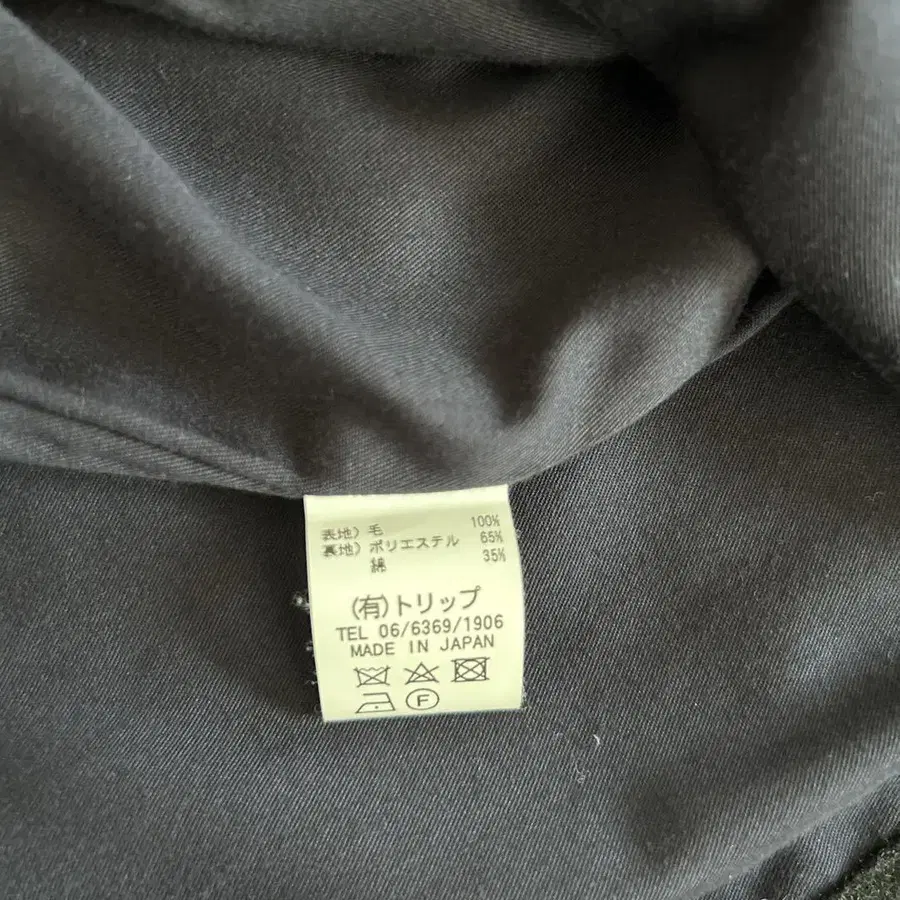 表地) 毛 100%
裏地) ポリエステル 65%
綿 35%
(有)トリップ
TEL 06/6369/1906
MADE IN JAPAN
F